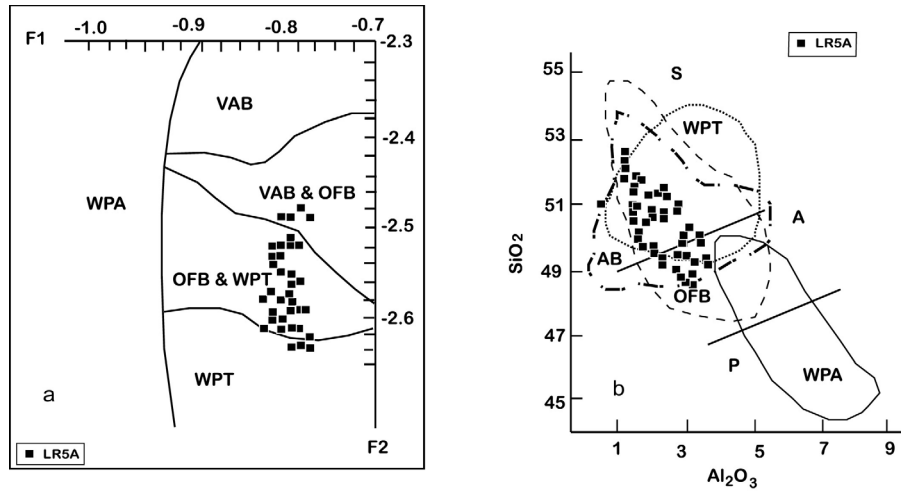 F1
-1.0 -0.9 -0.8 -0.7
-2.3
VAB
-2.4
WPA
VAB & OFB
-2.5
OFB & WPT
-2.6
WPT
a
LR5A
F2
LR5A
55
S
53
WPT
51
A
SiO₂
AB
49
OFB
47
P
WPA
b
45
1 3 5 7 9
Al₂O₃